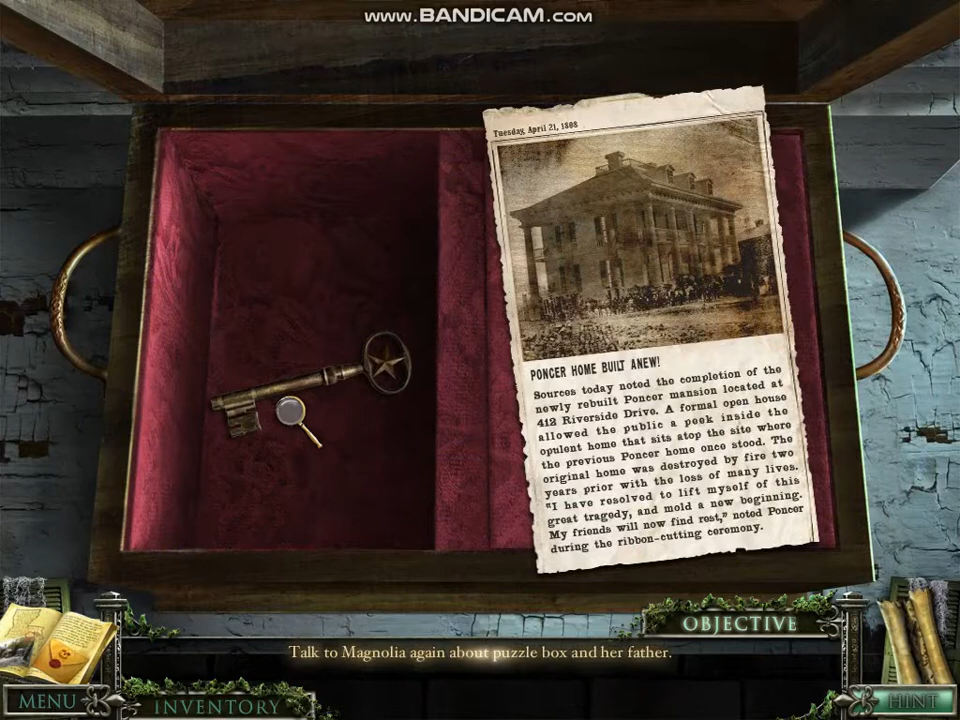 www.BANDICAM.com
Tuesday, April 21, 1808
PONCER HOME BUILT ANEW!
Sources today noted the completion of the
newly rebuilt Poncer mansion located at
412 Riverside Drive. A formal open house
allowed the public a peek inside the
opulent home that sits atop the site where
the previous Poncer home once stood. The
original home was destroyed by fire two
years prior with the loss of many lives.
"I have resolved to lift myself of this
great tragedy, and mold a new beginning.
My friends will now find rest," noted Poncer
during the ribbon-cutting ceremony.
OBJECTIVE
Talk to Magnolia again about puzzle box and her father.
MENU
INVENTORY
HINT